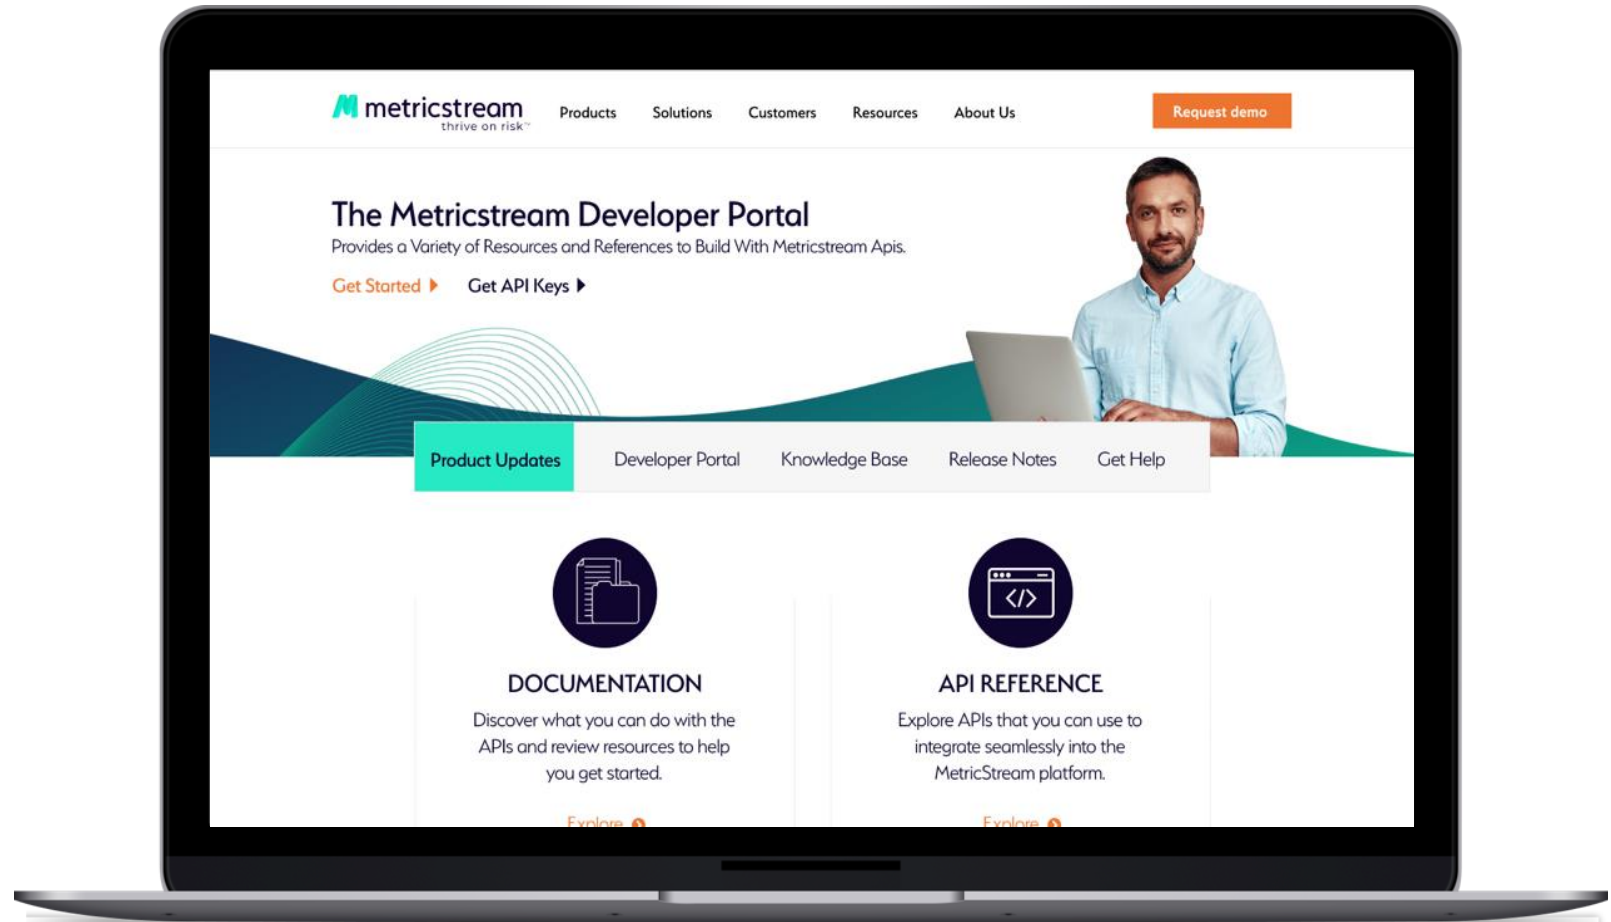 metricstream
thrive on risk™
Products Solutions Customers Resources About Us Request demo
The Metricstream Developer Portal
Provides a Variety of Resources and References to Build With Metricstream Apis.
Get Started Get API Keys
Product Updates Developer Portal Knowledge Base Release Notes Get Help
</>
DOCUMENTATION
Discover what you can do with the
APIs and review resources to help
you get started.
Explore
API REFERENCE
Explore APIs that you can use to
integrate seamlessly into the
MetricStream platform.
Explore